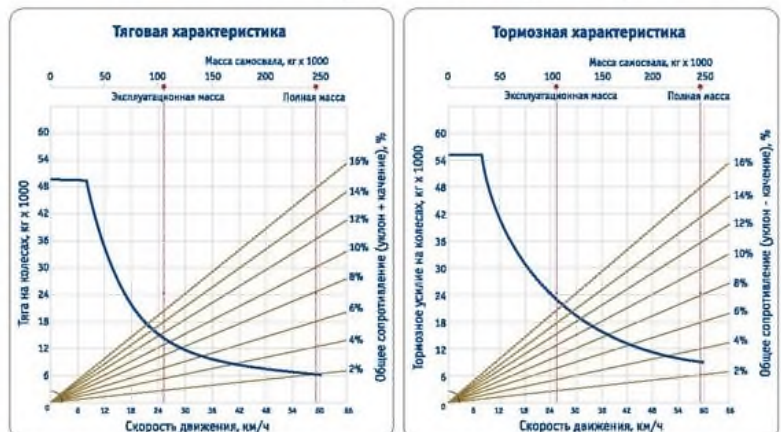 Тяговая характеристика
Масса самосвала, кг х 1000
0 50 100 150 200 250
Эксплуатационная масса Полная масса
Тяга на колесах, кг х 1000
60
54
48
42
36
30
24
18
12
6
0
16%
14%
12%
10%
8%
6%
4%
2%
Общее сопротивление (уклон + качение), %
0 6 12 18 24 30 36 42 48 54 60 66
Скорость движения, км/ч
Тормозная характеристика
Масса самосвала, кг х 1000
0 50 100 150 200 250
Эксплуатационная масса Полная масса
Тормозное усилие на колесах, кг х 1000
60
54
48
42
36
30
24
18
12
6
0
16%
14%
12%
10%
8%
6%
4%
2%
Общее сопротивление (уклон - качение), %
0 6 12 18 24 30 36 42 48 54 60 66
Скорость движения, км/ч